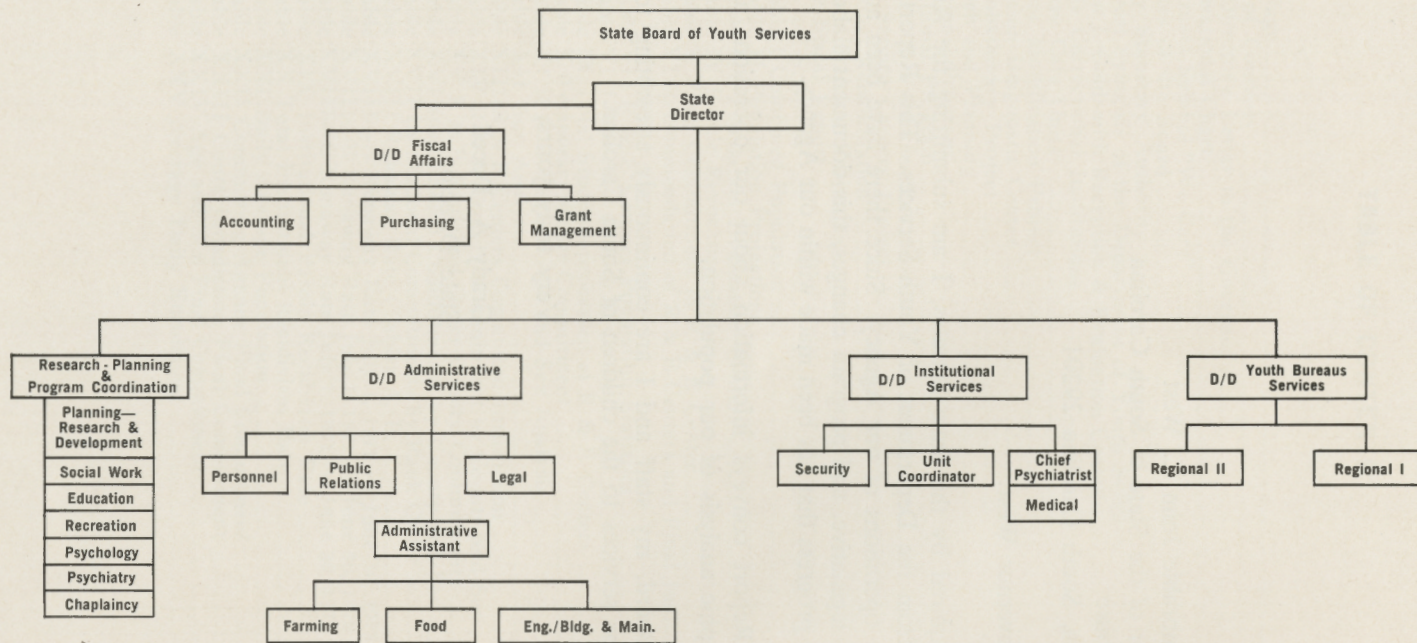 State Board of Youth Services
State
Director
D/D Fiscal
Affairs
Accounting
Purchasing
Grant
Management
Research - Planning
&
Program Coordination
Planning—
Research &
Development
Social Work
Education
Recreation
Psychology
Psychiatry
Chaplaincy
D/D Administrative
Services
Personnel
Public
Relations
Legal
Administrative
Assistant
Farming
Food
Eng./Bldg. & Main.
D/D Institutional
Services
Security
Unit
Coordinator
Chief
Psychiatrist
Medical
D/D Youth Bureaus
Services
Regional II
Regional I